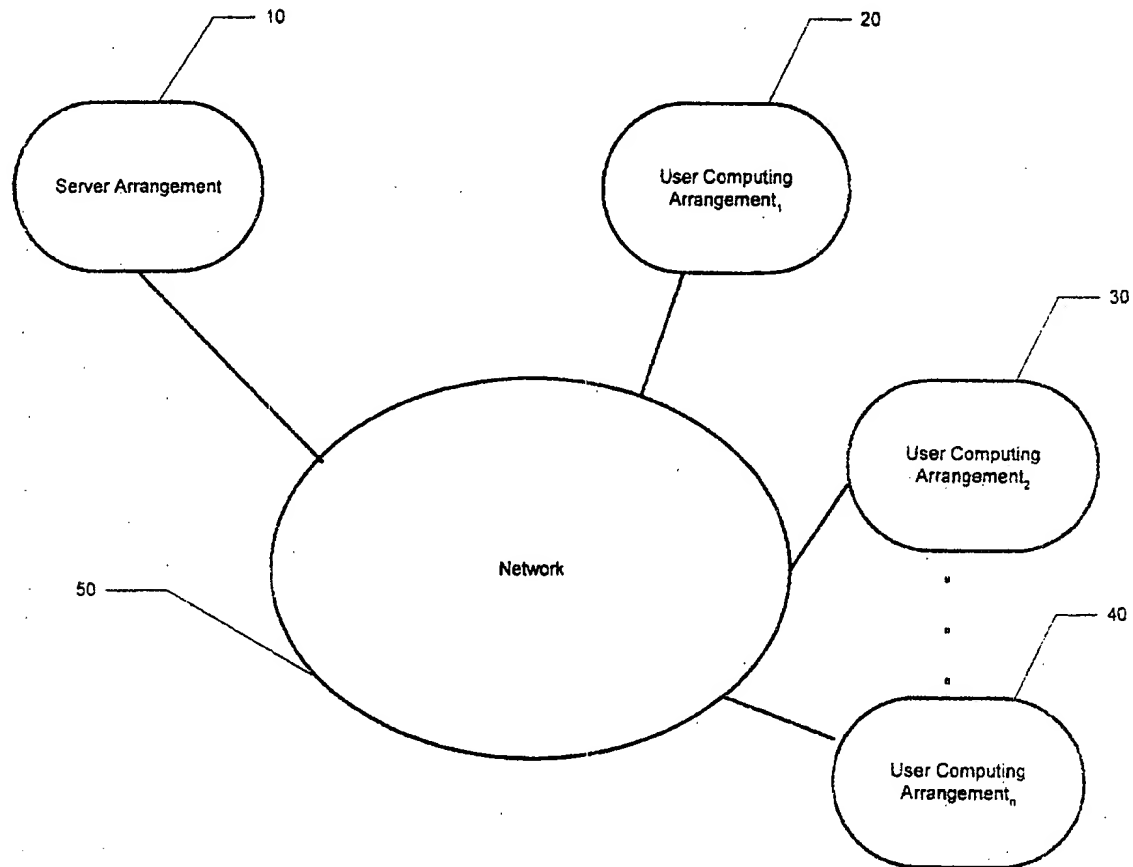 10
20
Server Arrangement
User Computing
Arrangement₁
30
User Computing
Arrangement₂
Network
50
40
User Computing
Arrangementₙ